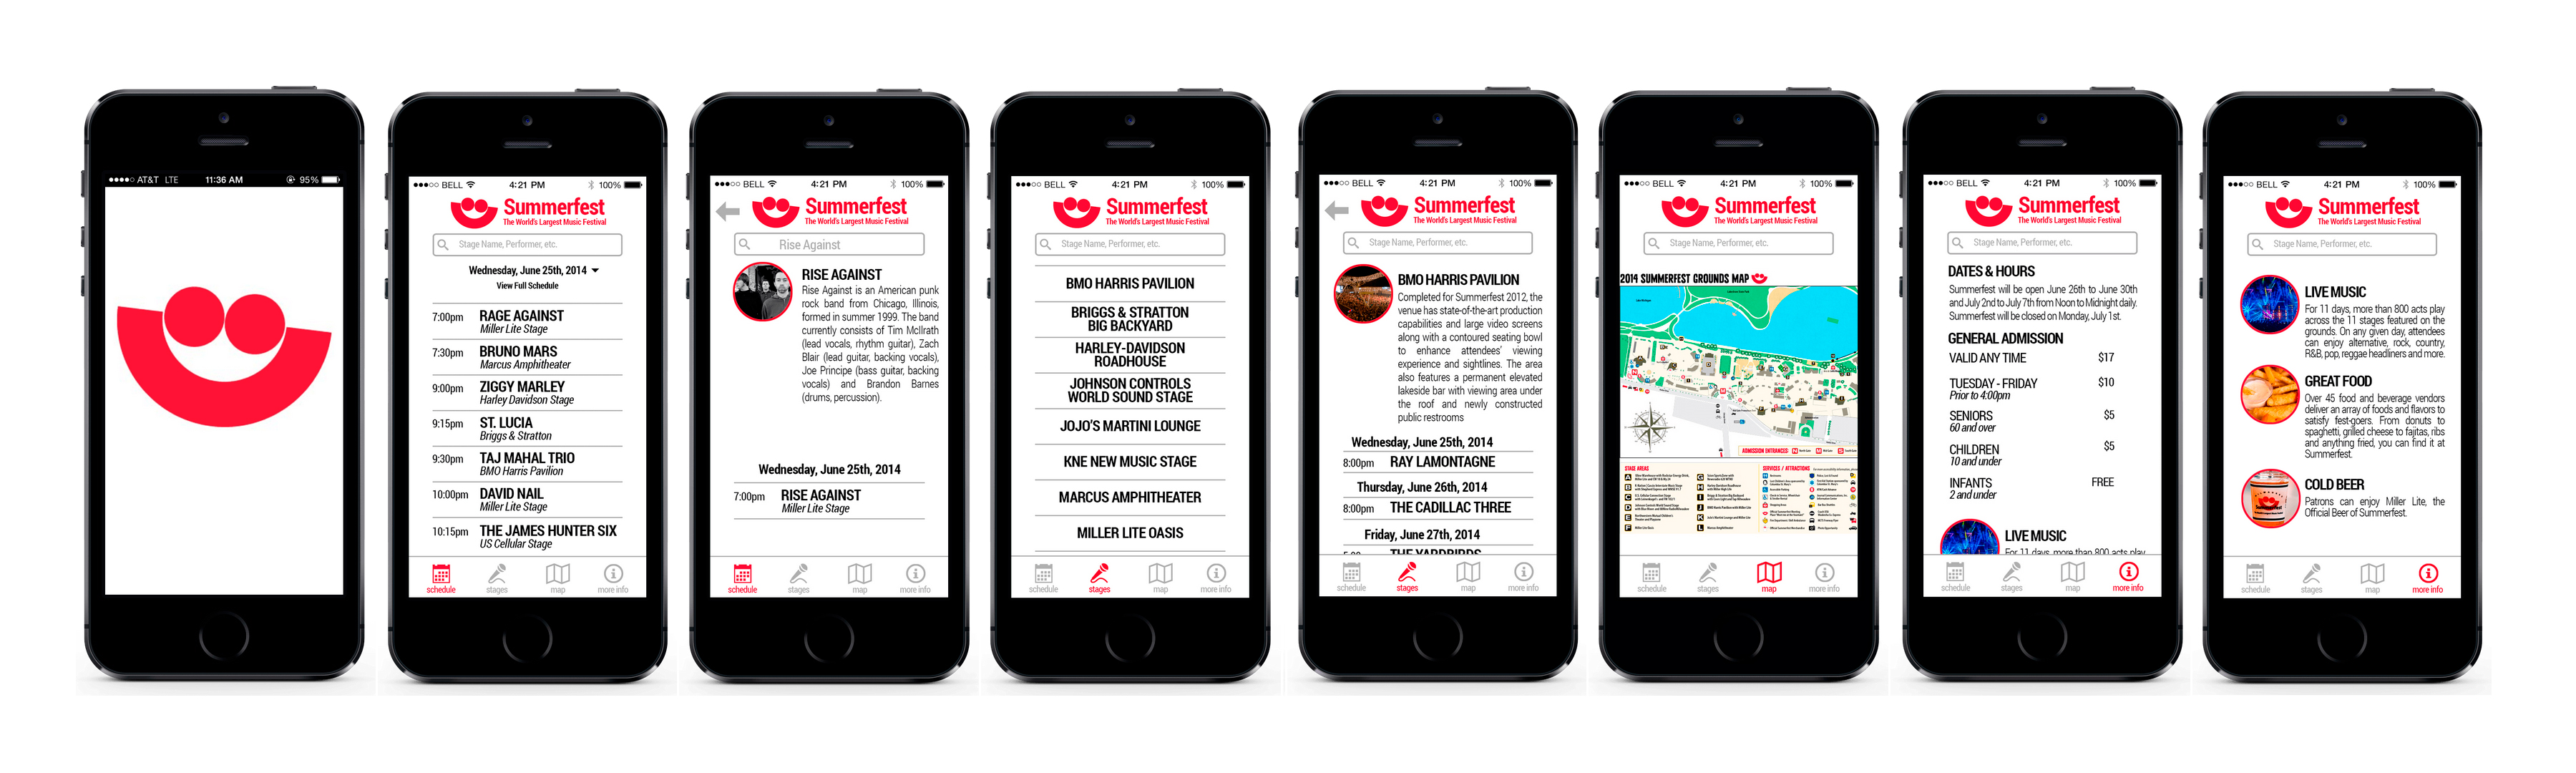 AT&T LTE 11:36 AM 95%
BELL 4:21 PM 100%
Summerfest
The World's Largest Music Festival
Stage Name, Performer, etc.
Wednesday, June 25th, 2014
View Full Schedule
7:00pm RAGE AGAINST
Miller Lite Stage
7:30pm BRUNO MARS
Marcus Amphitheater
9:00pm ZIGGY MARLEY
Harley Davidson Stage
9:15pm ST. LUCIA
Briggs & Stratton
9:30pm TAJ MAHAL TRIO
BMO Harris Pavilion
10:00pm DAVID NAIL
Miller Lite Stage
10:15pm THE JAMES HUNTER SIX
US Cellular Stage
schedule stages map more info
BELL 4:21 PM 100%
Summerfest
The World's Largest Music Festival
Rise Against
RISE AGAINST
Rise Against is an American punk
rock band from Chicago, Illinois,
formed in summer 1999. The band
currently consists of Tim McIlrath
(lead vocals, rhythm guitar), Zach
Blair (lead guitar, backing vocals),
Joe Principe (bass guitar, backing
vocals) and Brandon Barnes
(drums, percussion).
Wednesday, June 25th, 2014
7:00pm RISE AGAINST
Miller Lite Stage
schedule stages map more info
BELL 4:21 PM 100%
Summerfest
The World's Largest Music Festival
Stage Name, Performer, etc.
BMO HARRIS PAVILION
BRIGGS & STRATTON
BIG BACKYARD
HARLEY-DAVIDSON
ROADHOUSE
JOHNSON CONTROLS
WORLD SOUND STAGE
JOJO'S MARTINI LOUNGE
KNE NEW MUSIC STAGE
MARCUS AMPHITHEATER
MILLER LITE OASIS
schedule stages map more info
BELL 4:21 PM 100%
Summerfest
The World's Largest Music Festival
Stage Name, Performer, etc.
BMO HARRIS PAVILION
Completed for Summerfest 2012, the
venue has state-of-the-art production
capabilities and large video screens
along with a contoured seating bowl
to enhance attendees' viewing
experience and sightlines. The area
also features a permanent elevated
lakeside bar with viewing area under
the roof and newly constructed
public restrooms
Wednesday, June 25th, 2014
8:00pm RAY LAMONTAGNE
Thursday, June 26th, 2014
8:00pm THE CADILLAC THREE
Friday, June 27th, 2014
5:00 THE YARDBIRDS
schedule stages map more info
BELL 4:21 PM 100%
Summerfest
The World's Largest Music Festival
Stage Name, Performer, etc.
2014 SUMMERFEST GROUNDS MAP
ADMISSION ENTRANCES:
STAGE AREAS
SERVICES / ATTRACTIONS
A
B
C
D
E
F
G
H
I
J
K
L
schedule stages map more info
BELL 4:21 PM 100%
Summerfest
The World's Largest Music Festival
Stage Name, Performer, etc.
DATES & HOURS
Summerfest will be open June 26th to June 30th
and July 2nd to July 7th from Noon to Midnight daily.
Summerfest will be closed on Monday, July 1st.
GENERAL ADMISSION
VALID ANY TIME $17
TUESDAY - FRIDAY $10
Prior to 4:00pm
SENIORS $5
60 and over
CHILDREN $5
10 and under
INFANTS FREE
2 and under
LIVE MUSIC
For 11 days, more than 800 acts play
schedule stages map more info
BELL 4:21 PM 100%
Summerfest
The World's Largest Music Festival
Stage Name, Performer, etc.
LIVE MUSIC
For 11 days, more than 800 acts play
across the 11 stages featured on the
grounds. On any given day, attendees
can enjoy alternative, rock, country,
R&B, pop, reggae headliners and more.
GREAT FOOD
Over 45 food and beverage vendors
deliver an array of foods and flavors to
satisfy fest-goers. From donuts to
spaghetti, grilled cheese to fajitas, ribs
and anything fried, you can find it at
Summerfest.
COLD BEER
Patrons can enjoy Miller Lite, the
Official Beer of Summerfest.
schedule stages map more info